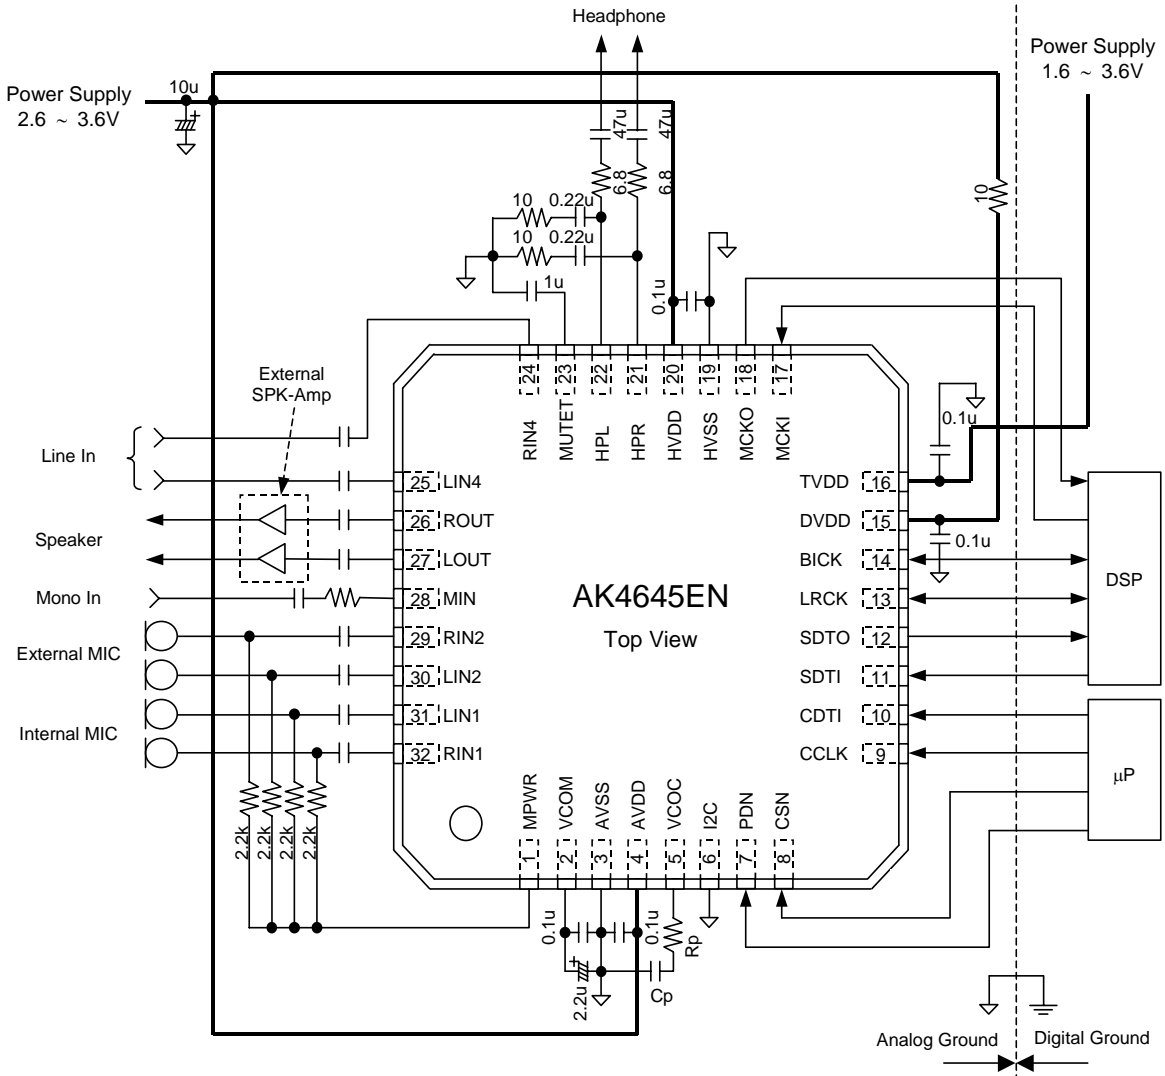 Headphone
Power Supply
1.6 ~ 3.6V
Power Supply
2.6 ~ 3.6V
10u
+
47u
47u
6.8
6.8
10
10
0.22u
10
0.22u
1u
0.1u
24
23
22
21
20
19
18
17
RIN4
MUTET
HPL
HPR
HVDD
HVSS
MCKO
MCKI
External
SPK-Amp
0.1u
0.1u
Line In
Speaker
Mono In
External MIC
Internal MIC
25 LIN4
26 ROUT
27 LOUT
28 MIN
29 RIN2
30 LIN2
31 LIN1
32 RIN1
AK4645EN
Top View
TVDD 16
DVDD 15
BICK 14
LRCK 13
SDTO 12
SDTI 11
CDTI 10
CCLK 9
DSP
µP
2.2k
2.2k
2.2k
2.2k
MPWR
VCOM
AVSS
AVDD
VCOC
I2C
PDN
CSN
1
2
3
4
5
6
7
8
0.1u
0.1u
Rp
+
2.2u
Cp
Analog Ground
Digital Ground